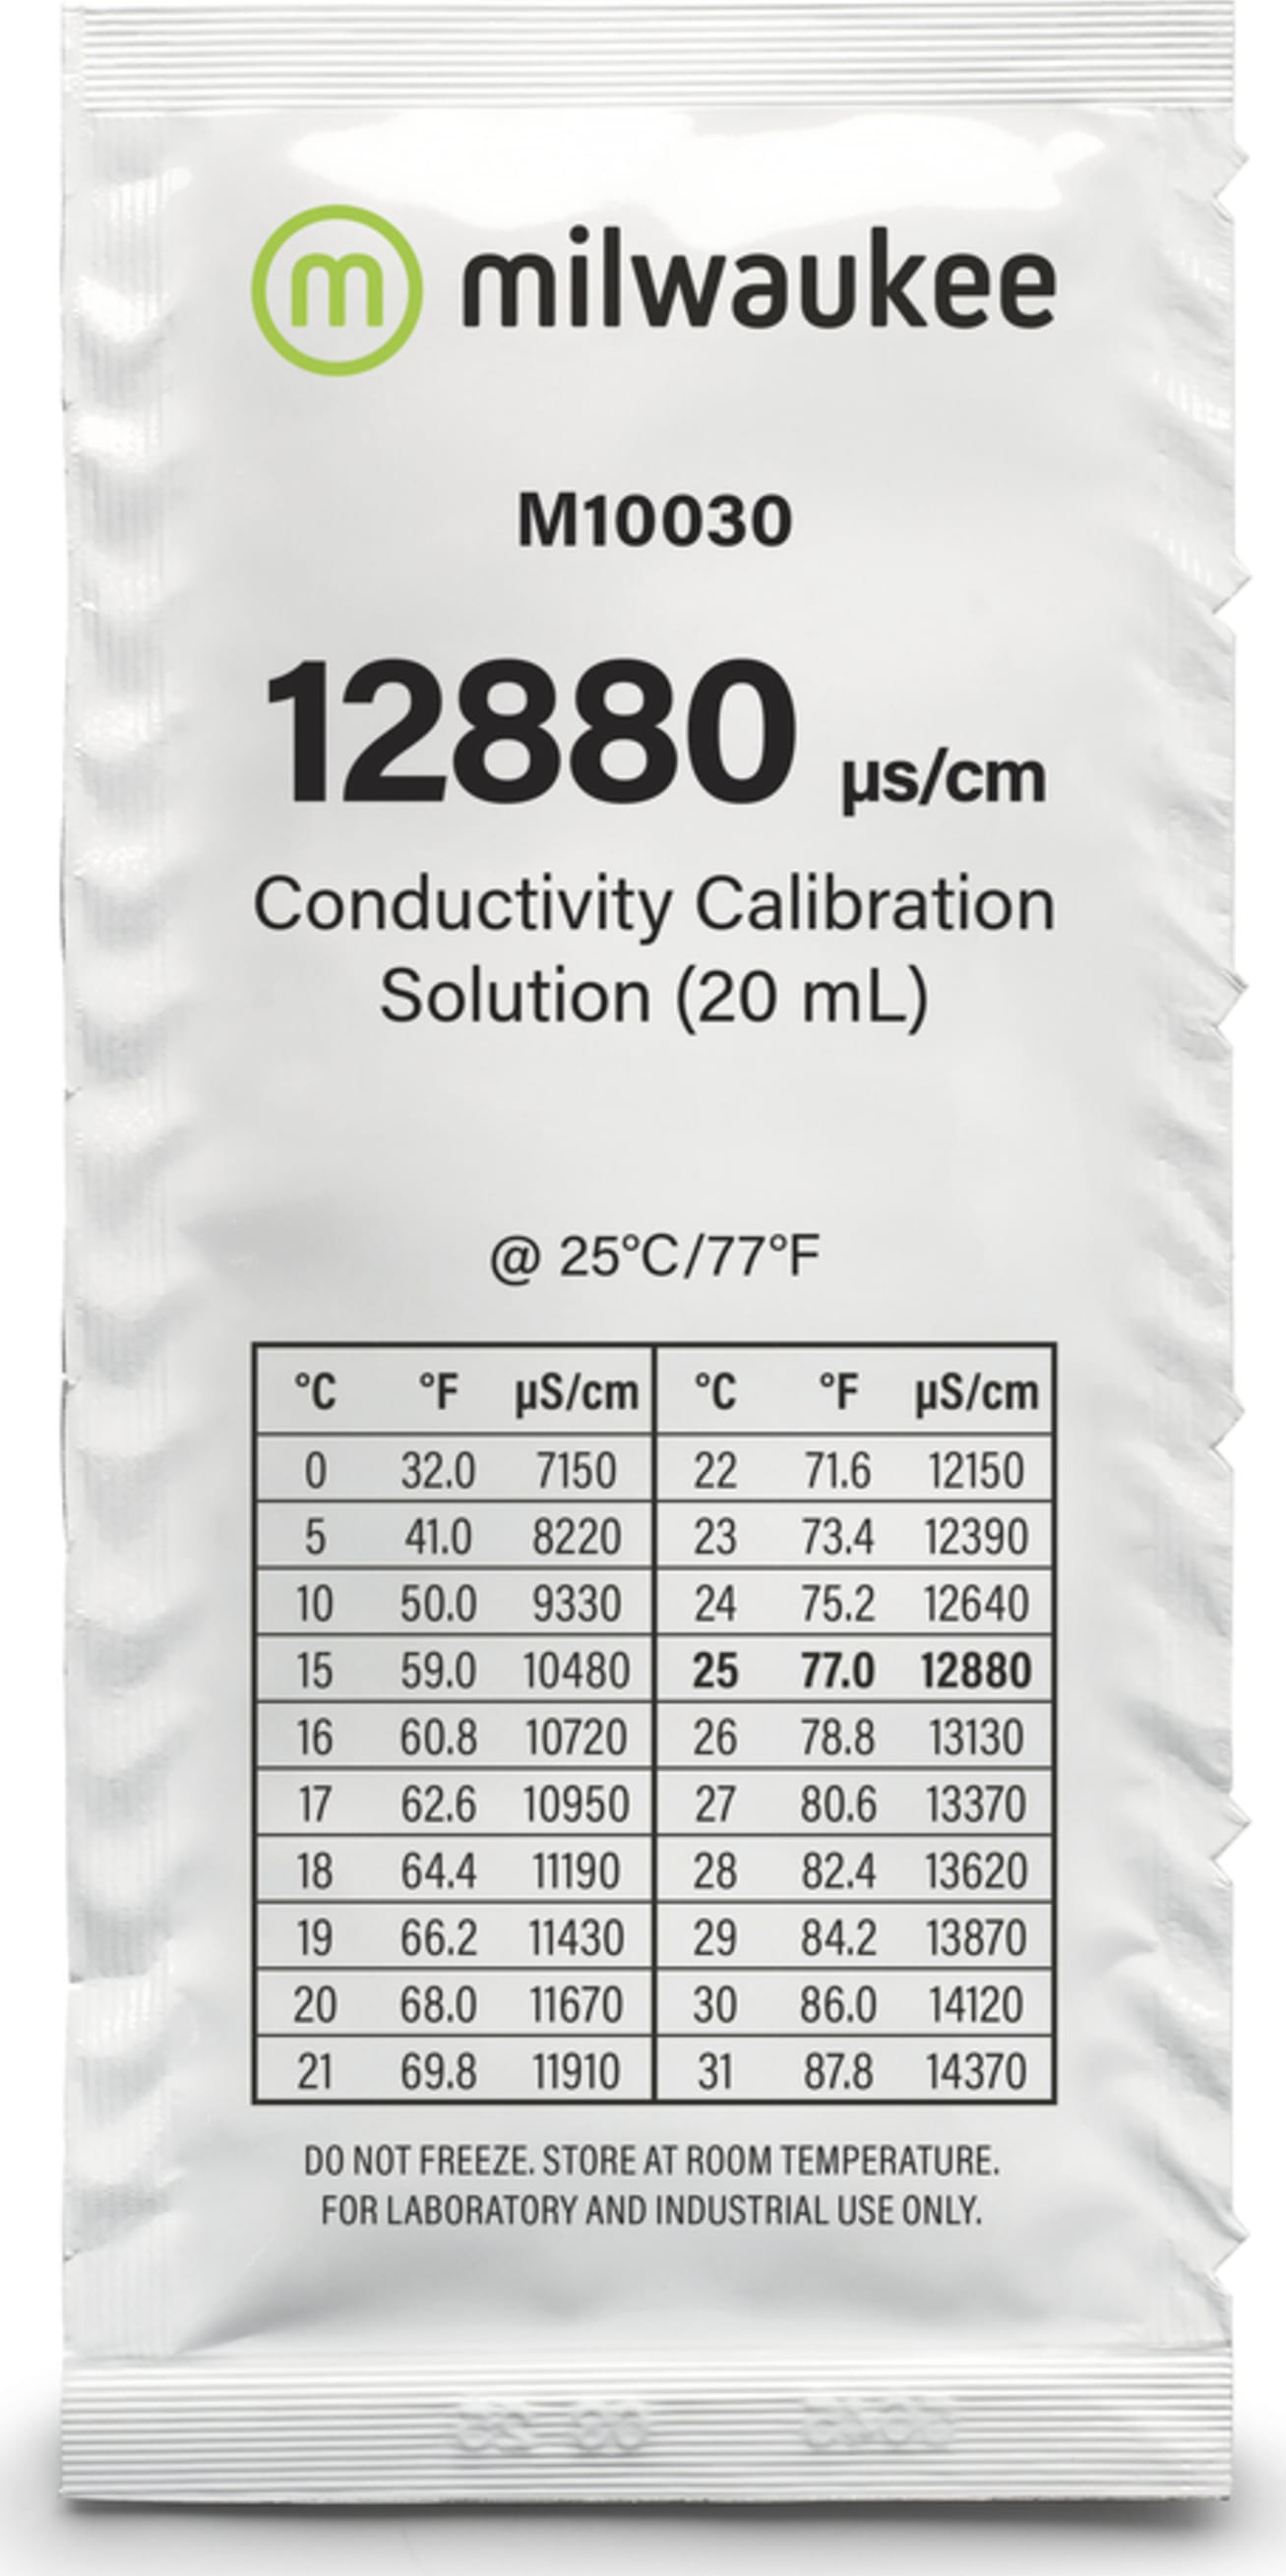 m milwaukee
M10030
12880 µs/cm
Conductivity Calibration
Solution (20 mL)
@ 25°C/77°F
°C °F µS/cm °C °F µS/cm
0 32.0 7150 22 71.6 12150
5 41.0 8220 23 73.4 12390
10 50.0 9330 24 75.2 12640
15 59.0 10480 25 77.0 12880
16 60.8 10720 26 78.8 13130
17 62.6 10950 27 80.6 13370
18 64.4 11190 28 82.4 13620
19 66.2 11430 29 84.2 13870
20 68.0 11670 30 86.0 14120
21 69.8 11910 31 87.8 14370
DO NOT FREEZE. STORE AT ROOM TEMPERATURE.
FOR LABORATORY AND INDUSTRIAL USE ONLY.